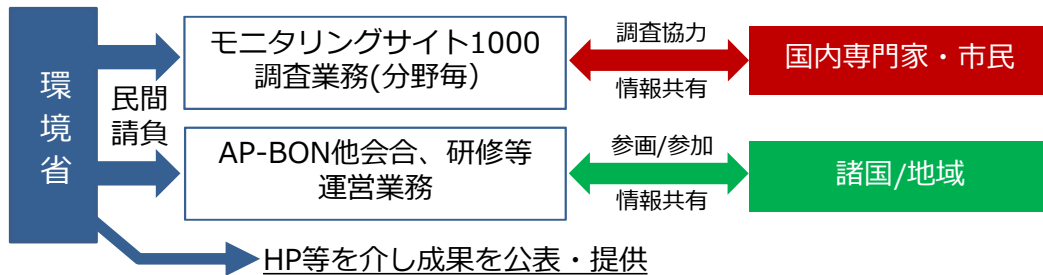 環境省
民間
請負
モニタリングサイト1000
調査業務(分野毎）
調査協力
情報共有
国内専門家・市民
AP-BON他会合、研修等
運営業務
参画/参加
情報共有
諸国/地域
HP等を介し成果を公表・提供